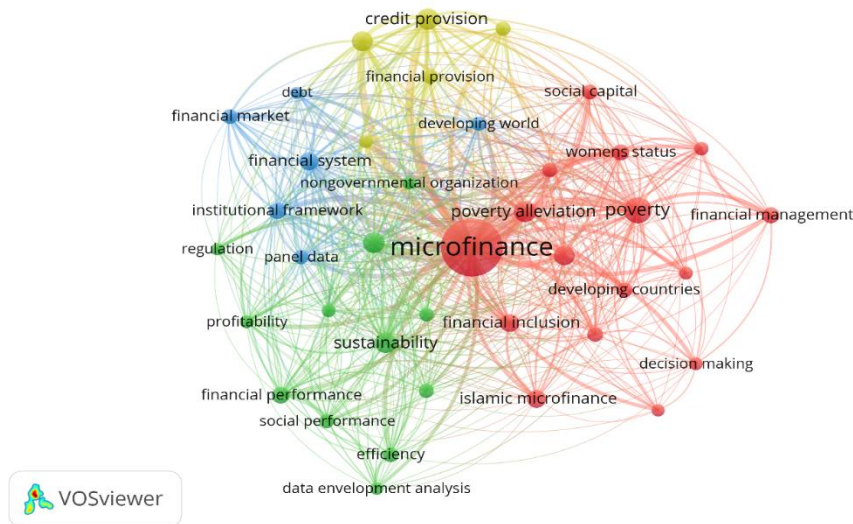 credit provision
financial provision
debt
social capital
financial market
developing world
womens status
financial system
nongovernmental organization
institutional framework
poverty alleviation
poverty
financial management
regulation
microfinance
panel data
developing countries
profitability
financial inclusion
sustainability
decision making
financial performance
islamic microfinance
social performance
efficiency
data envelopment analysis
VOSviewer